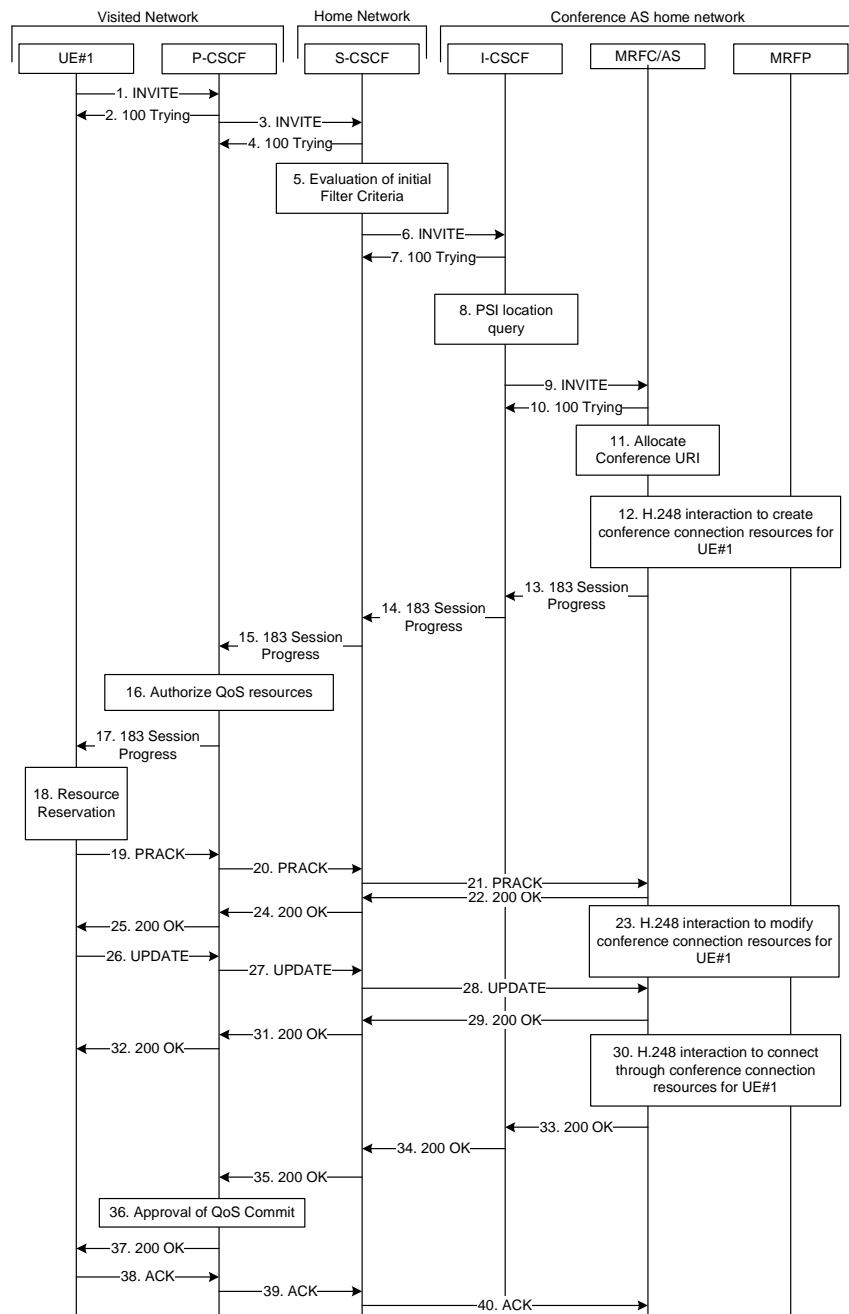 Visited Network
Home Network
Conference AS home network
UE#1
P-CSCF
S-CSCF
I-CSCF
MRFC/AS
MRFP
1. INVITE
2. 100 Trying
3. INVITE
4. 100 Trying
5. Evaluation of initial
Filter Criteria
6. INVITE
7. 100 Trying
8. PSI location
query
9. INVITE
10. 100 Trying
11. Allocate
Conference URI
12. H.248 interaction to create
conference connection resources for
UE#1
13. 183 Session
Progress
14. 183 Session
Progress
15. 183 Session
Progress
16. Authorize QoS resources
17. 183 Session
Progress
18. Resource
Reservation
19. PRACK
20. PRACK
21. PRACK
22. 200 OK
23. H.248 interaction to modify
conference connection resources for
UE#1
24. 200 OK
25. 200 OK
26. UPDATE
27. UPDATE
28. UPDATE
29. 200 OK
30. H.248 interaction to connect
through conference connection
resources for UE#1
31. 200 OK
32. 200 OK
33. 200 OK
34. 200 OK
35. 200 OK
36. Approval of QoS Commit
37. 200 OK
38. ACK
39. ACK
40. ACK